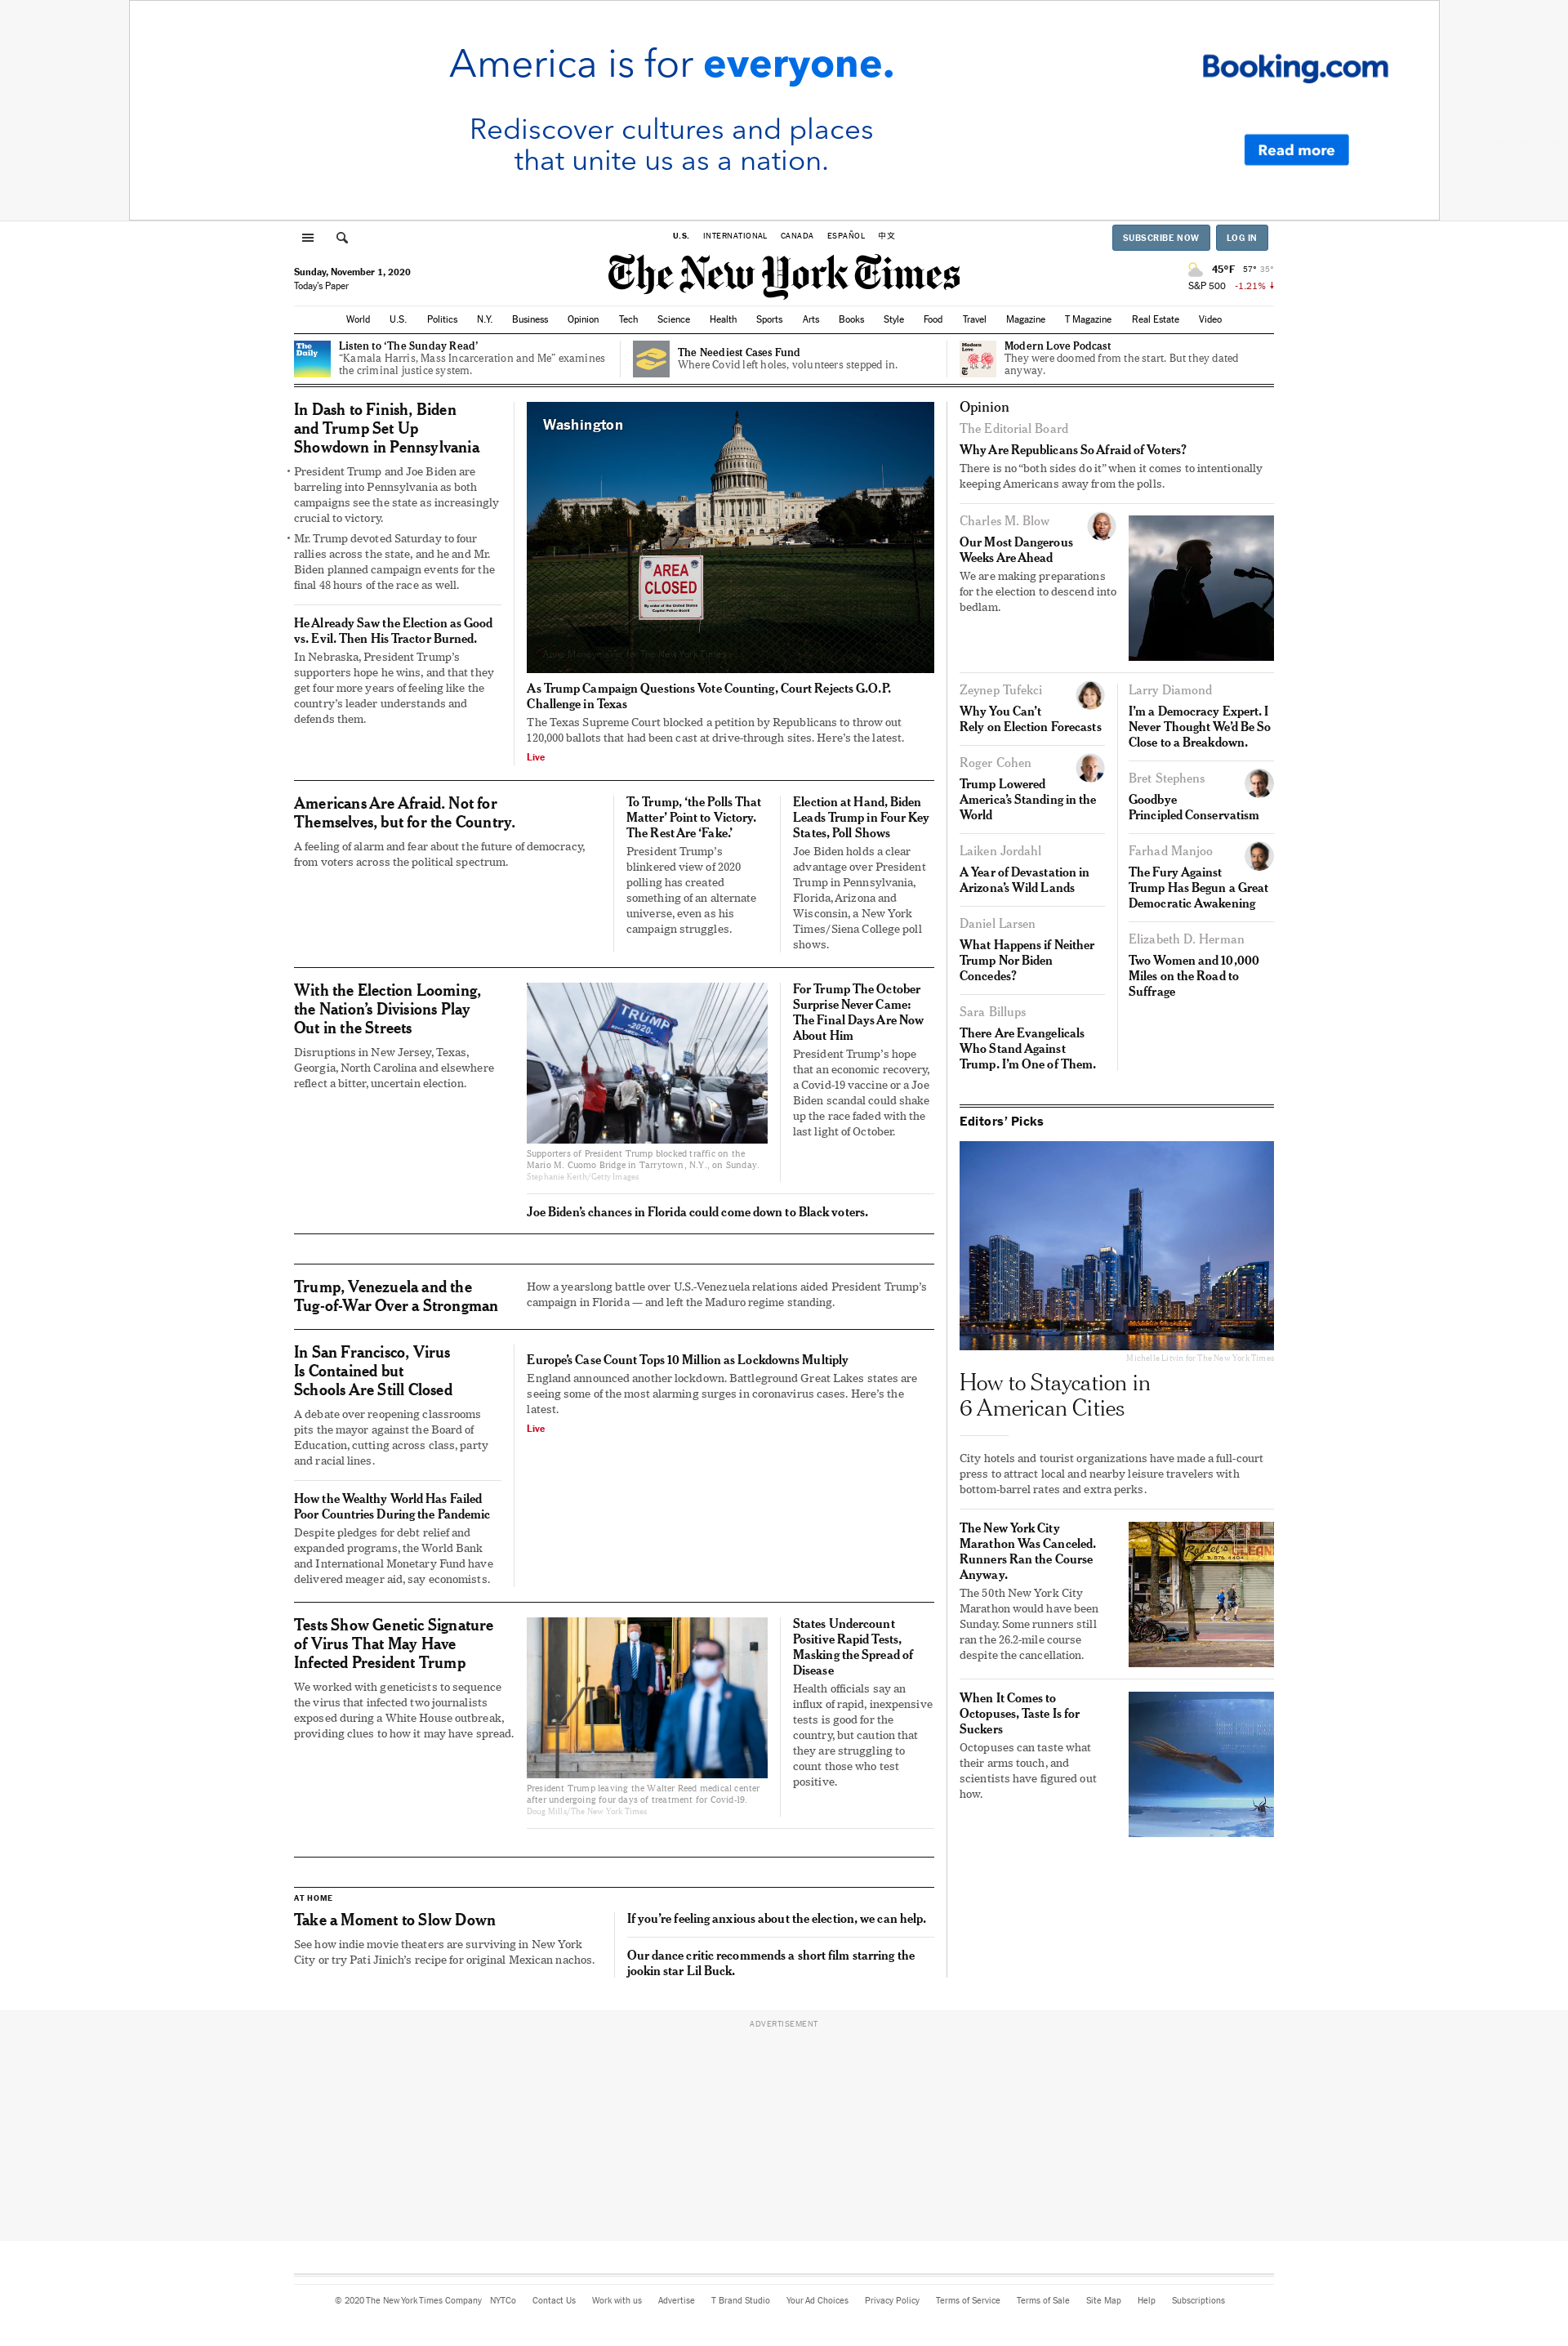 America is for everyone.
Rediscover cultures and places
that unite us as a nation.
Booking.com
Read more
U.S. INTERNATIONAL CANADA ESPAÑOL 中文
SUBSCRIBE NOW LOG IN
Sunday, November 1, 2020
Today's Paper
The New York Times
45°F 57° 35°
S&P 500 -1.21%
World U.S. Politics N.Y. Business Opinion Tech Science Health Sports Arts Books Style Food Travel Magazine T Magazine Real Estate Video
The
Daily
Listen to ‘The Sunday Read’
“Kamala Harris, Mass Incarceration and Me” examines
the criminal justice system.
The Neediest Cases Fund
Where Covid left holes, volunteers stepped in.
Modern
Love
Modern Love Podcast
They were doomed from the start. But they dated
anyway.
In Dash to Finish, Biden
and Trump Set Up
Showdown in Pennsylvania
President Trump and Joe Biden are
barreling into Pennsylvania as both
campaigns see the state as increasingly
crucial to victory.
Mr. Trump devoted Saturday to four
rallies across the state, and he and Mr.
Biden planned campaign events for the
final 48 hours of the race as well.
He Already Saw the Election as Good
vs. Evil. Then His Tractor Burned.
In Nebraska, President Trump’s
supporters hope he wins, and that they
get four more years of feeling like the
country’s leader understands and
defends them.
Washington
AREA
CLOSED
By order of the United States
Capitol Police Board
As Trump Campaign Questions Vote Counting, Court Rejects G.O.P.
Challenge in Texas
The Texas Supreme Court blocked a petition by Republicans to throw out
120,000 ballots that had been cast at drive-through sites. Here’s the latest.
Live
Americans Are Afraid. Not for
Themselves, but for the Country.
A feeling of alarm and fear about the future of democracy,
from voters across the political spectrum.
To Trump, ‘the Polls That
Matter’ Point to Victory.
The Rest Are ‘Fake.’
President Trump’s
blinkered view of 2020
polling has created
something of an alternate
universe, even as his
campaign struggles.
Election at Hand, Biden
Leads Trump in Four Key
States, Poll Shows
Joe Biden holds a clear
advantage over President
Trump in Pennsylvania,
Florida, Arizona and
Wisconsin, a New York
Times/Siena College poll
shows.
With the Election Looming,
the Nation’s Divisions Play
Out in the Streets
Disruptions in New Jersey, Texas,
Georgia, North Carolina and elsewhere
reflect a bitter, uncertain election.
TRUMP
2020
Supporters of President Trump blocked traffic on the
Mario M. Cuomo Bridge in Tarrytown, N.Y., on Sunday.
Stephanie Keith/Getty Images
For Trump The October
Surprise Never Came:
The Final Days Are Now
About Him
President Trump’s hope
that an economic recovery,
a Covid-19 vaccine or a Joe
Biden scandal could shake
up the race faded with the
last light of October.
Joe Biden’s chances in Florida could come down to Black voters.
Trump, Venezuela and the
Tug-of-War Over a Strongman
How a yearslong battle over U.S.-Venezuela relations aided President Trump’s
campaign in Florida — and left the Maduro regime standing.
In San Francisco, Virus
Is Contained but
Schools Are Still Closed
A debate over reopening classrooms
pits the mayor against the Board of
Education, cutting across class, party
and racial lines.
How the Wealthy World Has Failed
Poor Countries During the Pandemic
Despite pledges for debt relief and
expanded programs, the World Bank
and International Monetary Fund have
delivered meager aid, say economists.
Europe’s Case Count Tops 10 Million as Lockdowns Multiply
England announced another lockdown. Battleground Great Lakes states are
seeing some of the most alarming surges in coronavirus cases. Here’s the
latest.
Live
Tests Show Genetic Signature
of Virus That May Have
Infected President Trump
We worked with geneticists to sequence
the virus that infected two journalists
exposed during a White House outbreak,
providing clues to how it may have spread.
President Trump leaving the Walter Reed medical center
after undergoing four days of treatment for Covid-19.
Doug Mills/The New York Times
States Undercount
Positive Rapid Tests,
Masking the Spread of
Disease
Health officials say an
influx of rapid, inexpensive
tests is good for the
country, but caution that
they are struggling to
count those who test
positive.
AT HOME
Take a Moment to Slow Down
See how indie movie theaters are surviving in New York
City or try Pati Jinich’s recipe for original Mexican nachos.
If you’re feeling anxious about the election, we can help.
Our dance critic recommends a short film starring the
jookin star Lil Buck.
Opinion
The Editorial Board
Why Are Republicans So Afraid of Voters?
There is no “both sides do it” when it comes to intentionally
keeping Americans away from the polls.
Charles M. Blow
Our Most Dangerous
Weeks Are Ahead
We are making preparations
for the election to descend into
bedlam.
Zeynep Tufekci
Why You Can’t
Rely on Election Forecasts
Roger Cohen
Trump Lowered
America’s Standing in the
World
Laiken Jordahl
A Year of Devastation in
Arizona’s Wild Lands
Daniel Larsen
What Happens if Neither
Trump Nor Biden
Concedes?
Sara Billups
There Are Evangelicals
Who Stand Against
Trump. I’m One of Them.
Larry Diamond
I’m a Democracy Expert. I
Never Thought We’d Be So
Close to a Breakdown.
Bret Stephens
Goodbye
Principled Conservatism
Farhad Manjoo
The Fury Against
Trump Has Begun a Great
Democratic Awakening
Elizabeth D. Herman
Two Women and 10,000
Miles on the Road to
Suffrage
Editors’ Picks
Michelle Litvin for The New York Times
How to Staycation in
6 American Cities
City hotels and tourist organizations have made a full-court
press to attract local and nearby leisure travelers with
bottom-barrel rates and extra perks.
The New York City
Marathon Was Canceled.
Runners Ran the Course
Anyway.
The 50th New York City
Marathon would have been
Sunday. Some runners still
ran the 26.2-mile course
despite the cancellation.
When It Comes to
Octopuses, Taste Is for
Suckers
Octopuses can taste what
their arms touch, and
scientists have figured out
how.
ADVERTISEMENT
© 2020 The New York Times Company NYTCo Contact Us Work with us Advertise T Brand Studio Your Ad Choices Privacy Policy Terms of Service Terms of Sale Site Map Help Subscriptions